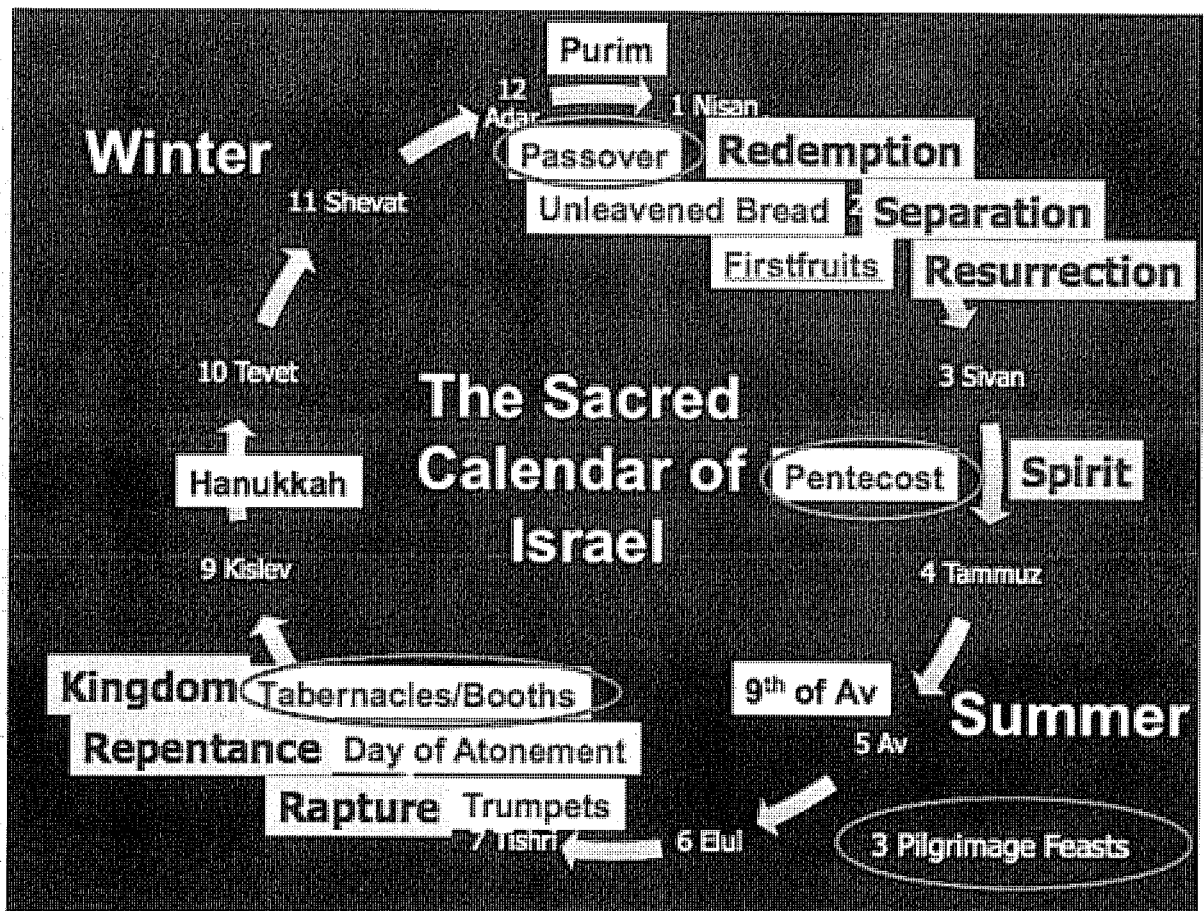 Purim
12
Adar
1 Nisan
Winter
Passover
Redemption
11 Shevat
Unleavened Bread
2
Separation
Firstfruits
Resurrection
10 Tevet
3 Sivan
The Sacred
Calendar of
Israel
Pentecost
Spirit
Hanukkah
9 Kislev
4 Tammuz
Kingdom
Tabernacles/Booths
9th of Av
Summer
Repentance
Day of Atonement
5 Av
Rapture
Trumpets
7 Tishri
6 Elul
3 Pilgrimage Feasts